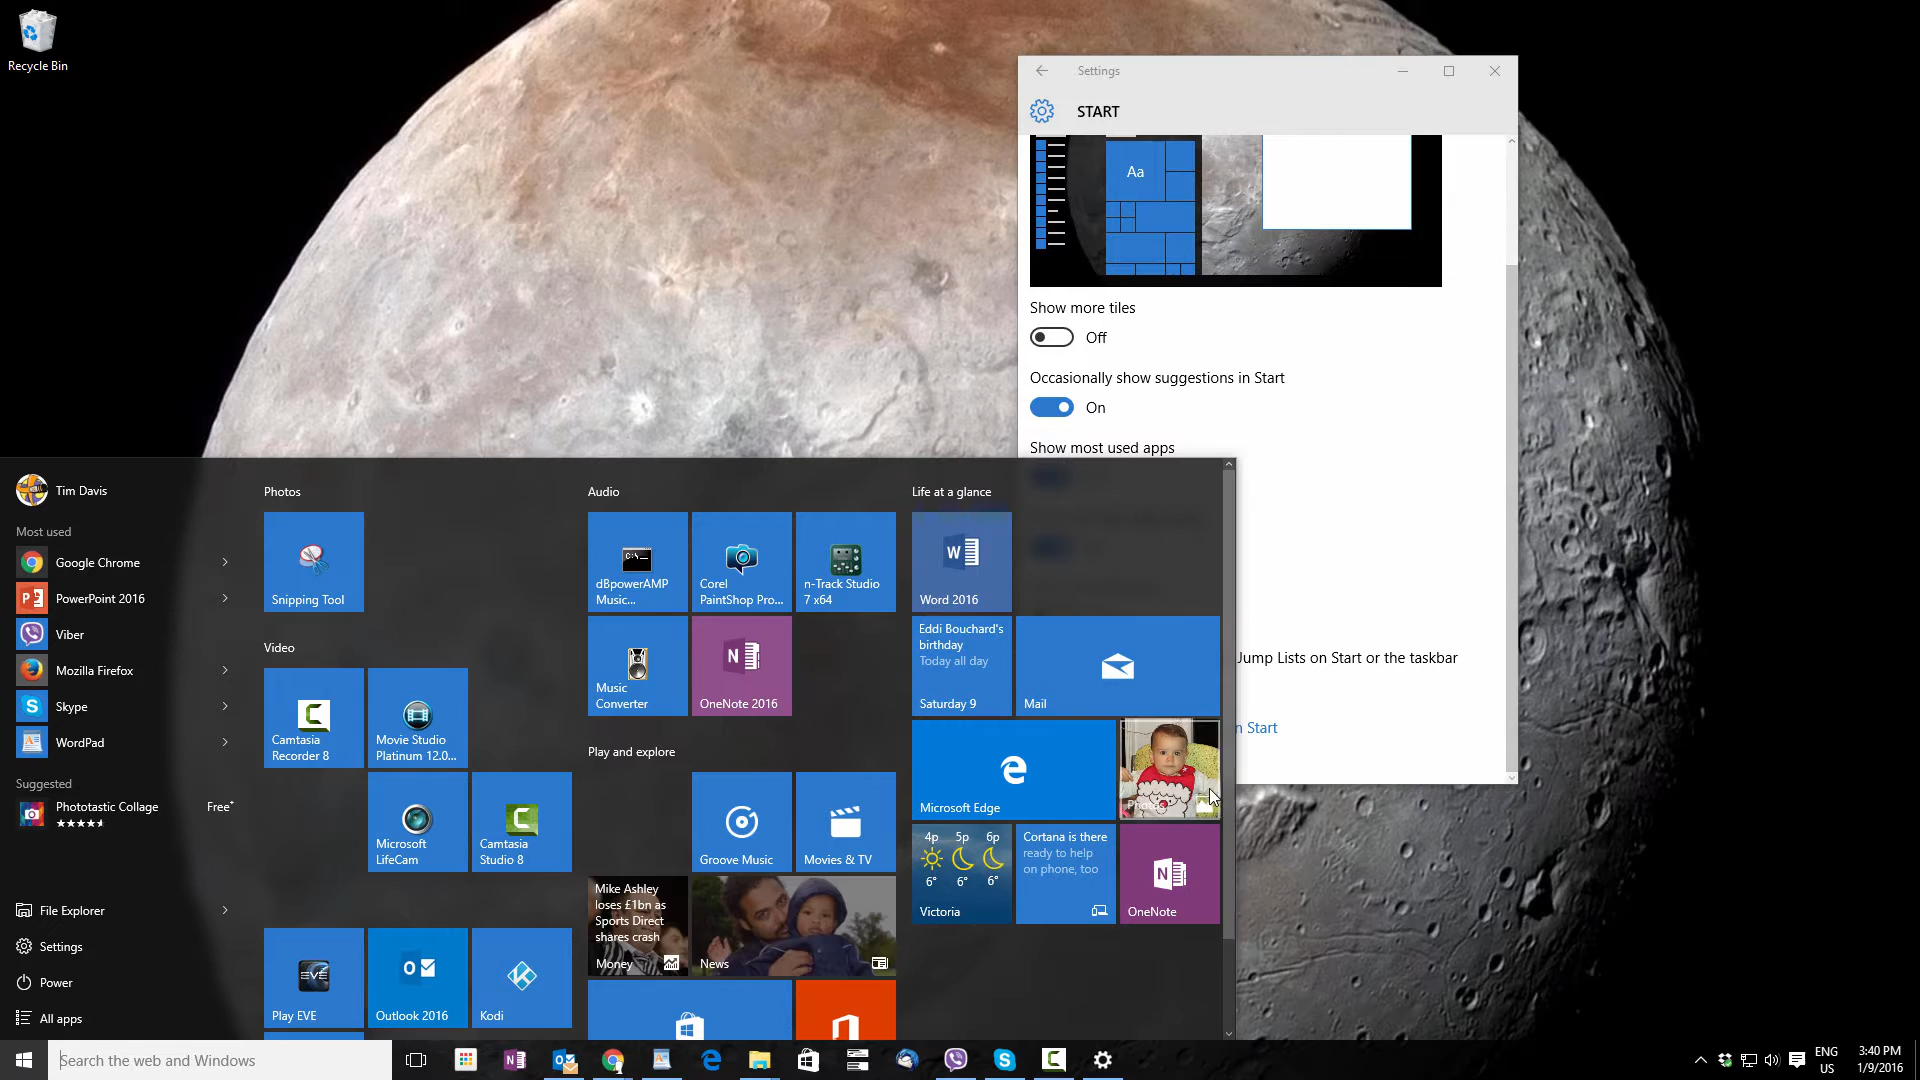 Recycle Bin
Settings
START
Aa
Show more tiles
Off
Occasionally show suggestions in Start
On
Show most used apps
Jump Lists on Start or the taskbar
n Start
Tim Davis
Most used
Google Chrome
PowerPoint 2016
Viber
Mozilla Firefox
Skype
WordPad
Suggested
Phototastic Collage
Free+
File Explorer
Settings
Power
All apps
Photos
Snipping Tool
Video
Camtasia
Recorder 8
Movie Studio
Platinum 12.0...
Microsoft
LifeCam
Camtasia
Studio 8
EVE
Play EVE
Outlook 2016
Kodi
Audio
C:\
dBpowerAMP
Music...
Corel
PaintShop Pro...
n-Track Studio
7 x64
Music
Converter
OneNote 2016
Play and explore
Groove Music
Movies & TV
Mike Ashley
loses £1bn as
Sports Direct
shares crash
Money
News
Life at a glance
Word 2016
Eddi Bouchard's
birthday
Today all day
Saturday 9
Mail
Microsoft Edge
Photos
4p 5p 6p
6° 6° 6°
Victoria
Cortana is there
ready to help
on phone, too
OneNote
Search the web and Windows
ENG
US
3:40 PM
1/9/2016